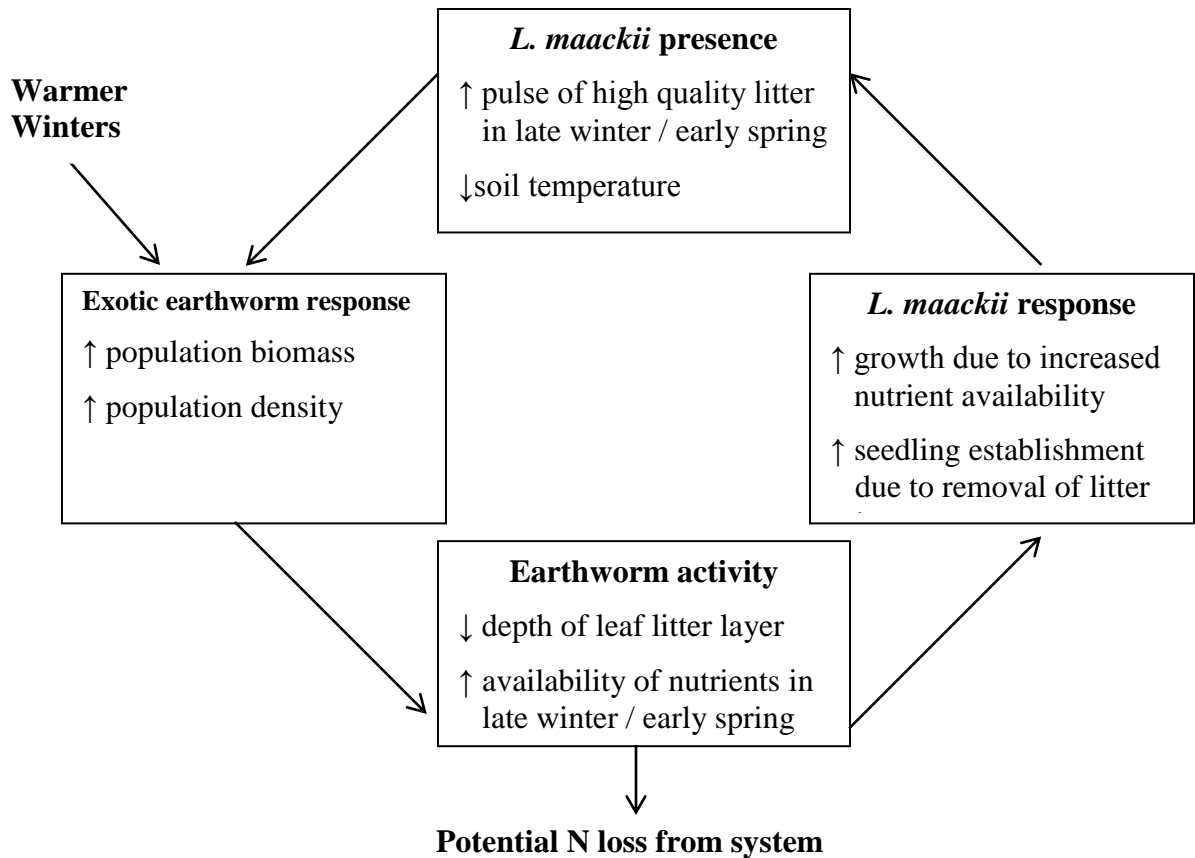 L. maackii presence
↑ pulse of high quality litter
in late winter / early spring
↓soil temperature
Warmer
Winters
Exotic earthworm response
↑ population biomass
↑ population density
L. maackii response
↑ growth due to increased
nutrient availability
↑ seedling establishment
due to removal of litter
Earthworm activity
↓ depth of leaf litter layer
↑ availability of nutrients in
late winter / early spring
Potential N loss from system